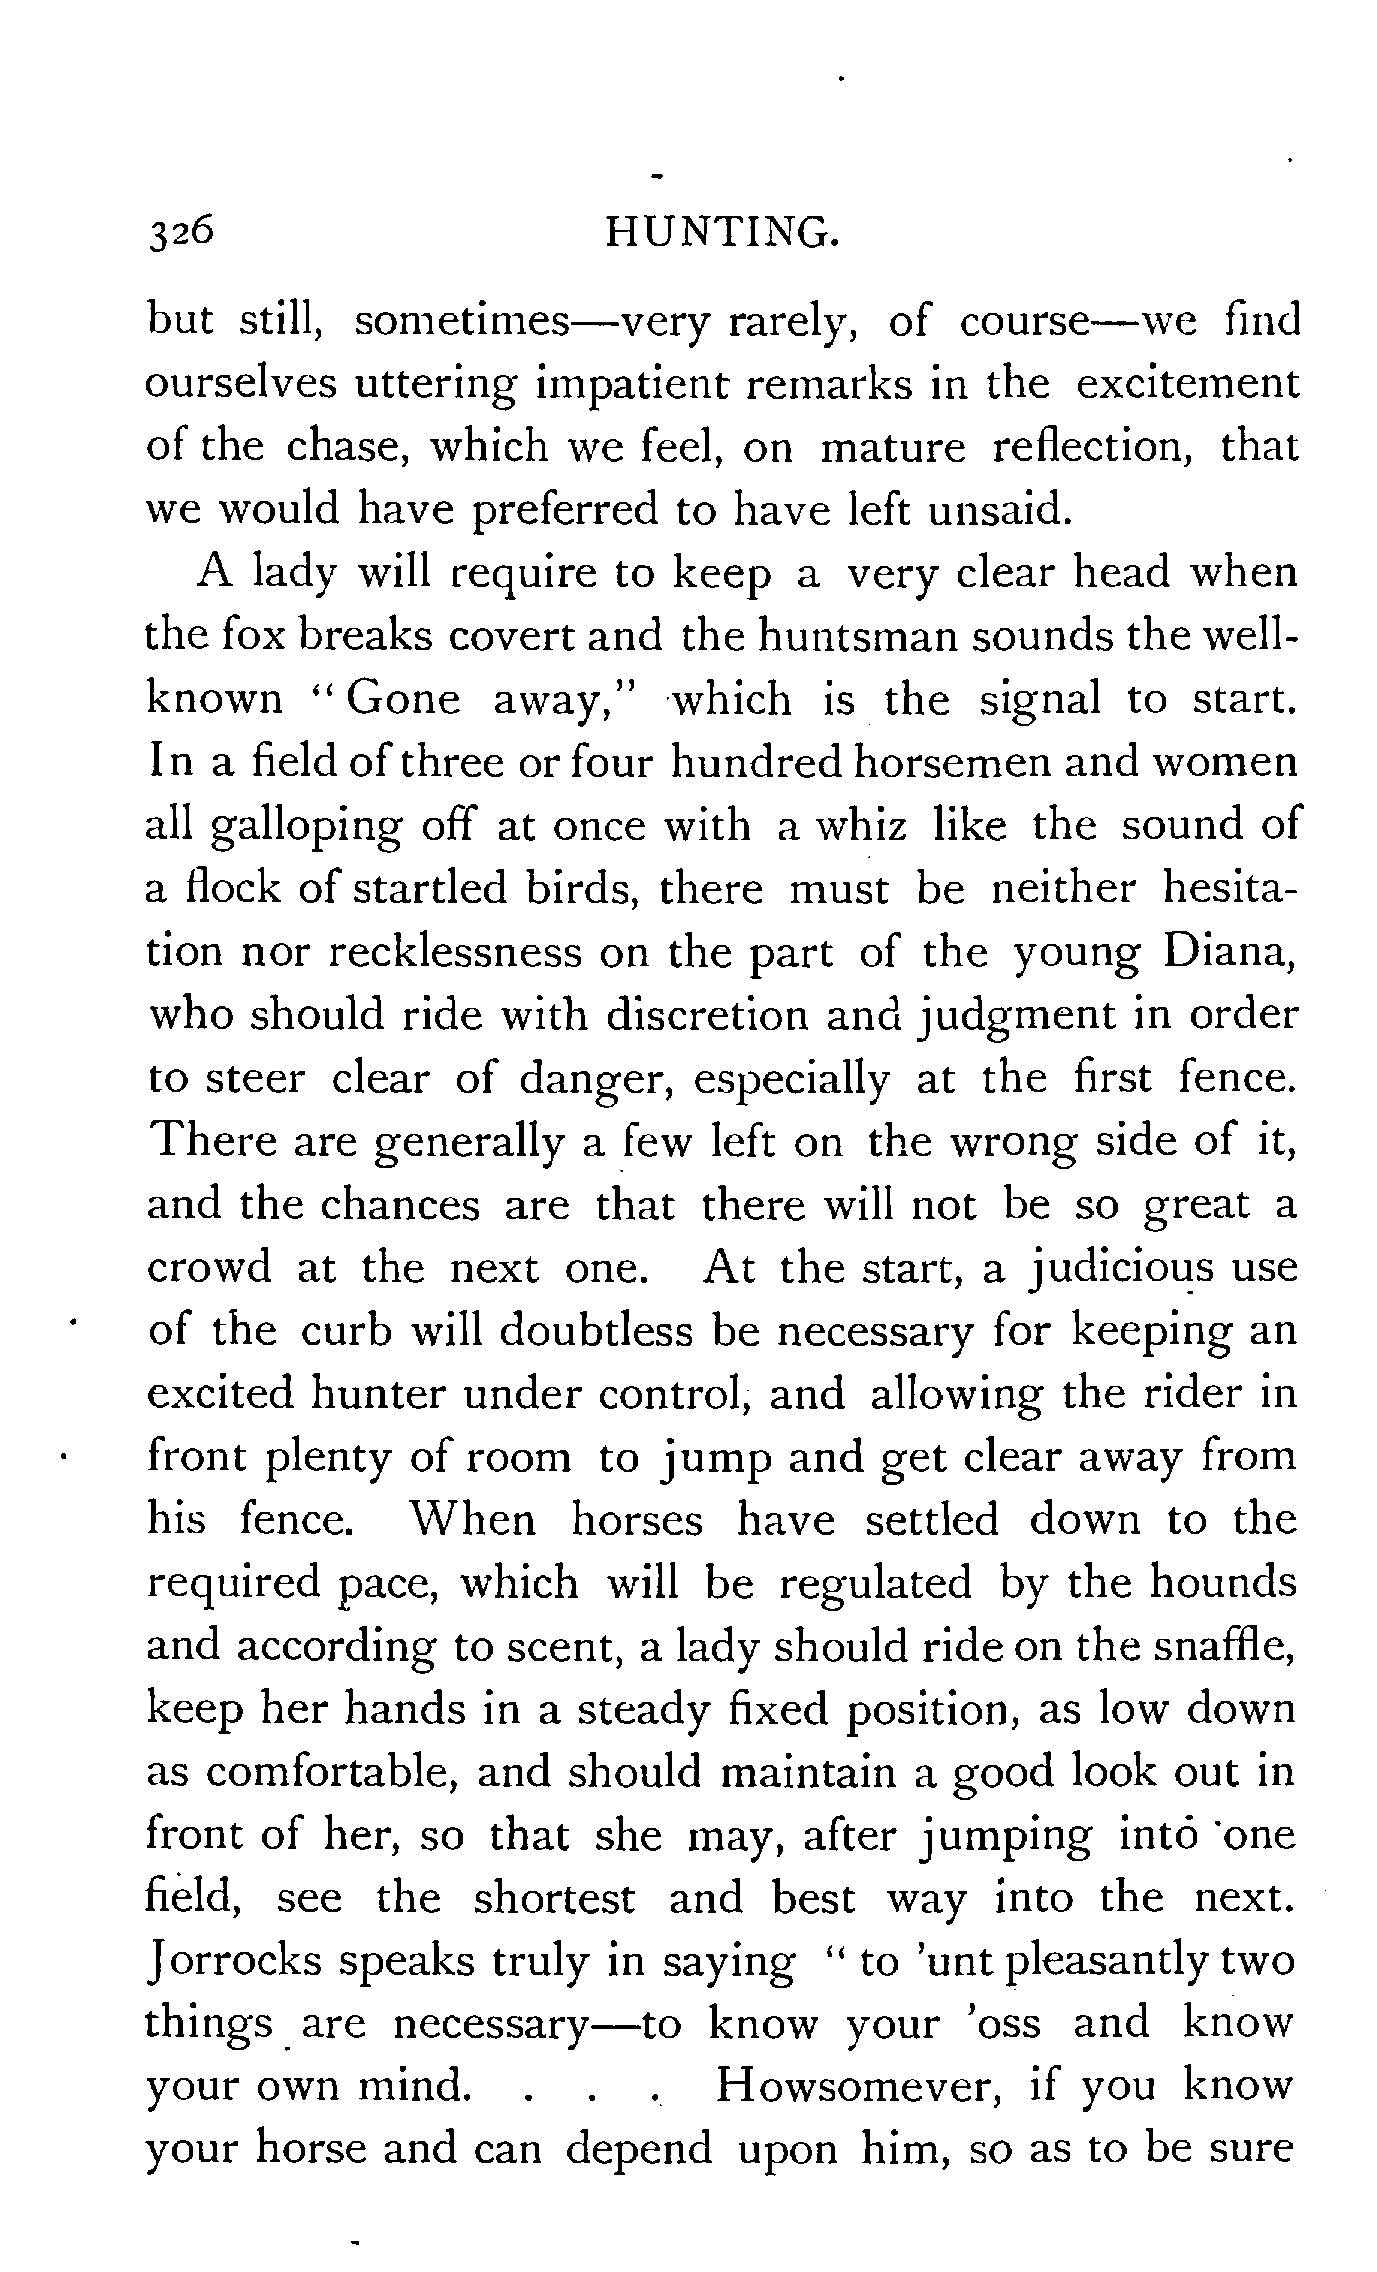 326 HUNTING.
but still, sometimes—very rarely, of course—we find
ourselves uttering impatient remarks in the excitement
of the chase, which we feel, on mature reflection, that
we would have preferred to have left unsaid.
A lady will require to keep a very clear head when
the fox breaks covert and the huntsman sounds the well-
known "Gone away," which is the signal to start.
In a field of three or four hundred horsemen and women
all galloping off at once with a whiz like the sound of
a flock of startled birds, there must be neither hesita-
tion nor recklessness on the part of the young Diana,
who should ride with discretion and judgment in order
to steer clear of danger, especially at the first fence.
There are generally a few left on the wrong side of it,
and the chances are that there will not be so great a
crowd at the next one. At the start, a judicious use
of the curb will doubtless be necessary for keeping an
excited hunter under control, and allowing the rider in
front plenty of room to jump and get clear away from
his fence. When horses have settled down to the
required pace, which will be regulated by the hounds
and according to scent, a lady should ride on the snaffle,
keep her hands in a steady fixed position, as low down
as comfortable, and should maintain a good look out in
front of her, so that she may, after jumping into one
field, see the shortest and best way into the next.
Jorrocks speaks truly in saying "to 'unt pleasantly two
things are necessary—to know your 'oss and know
your own mind. . . . Howsomever, if you know
your horse and can depend upon him, so as to be sure